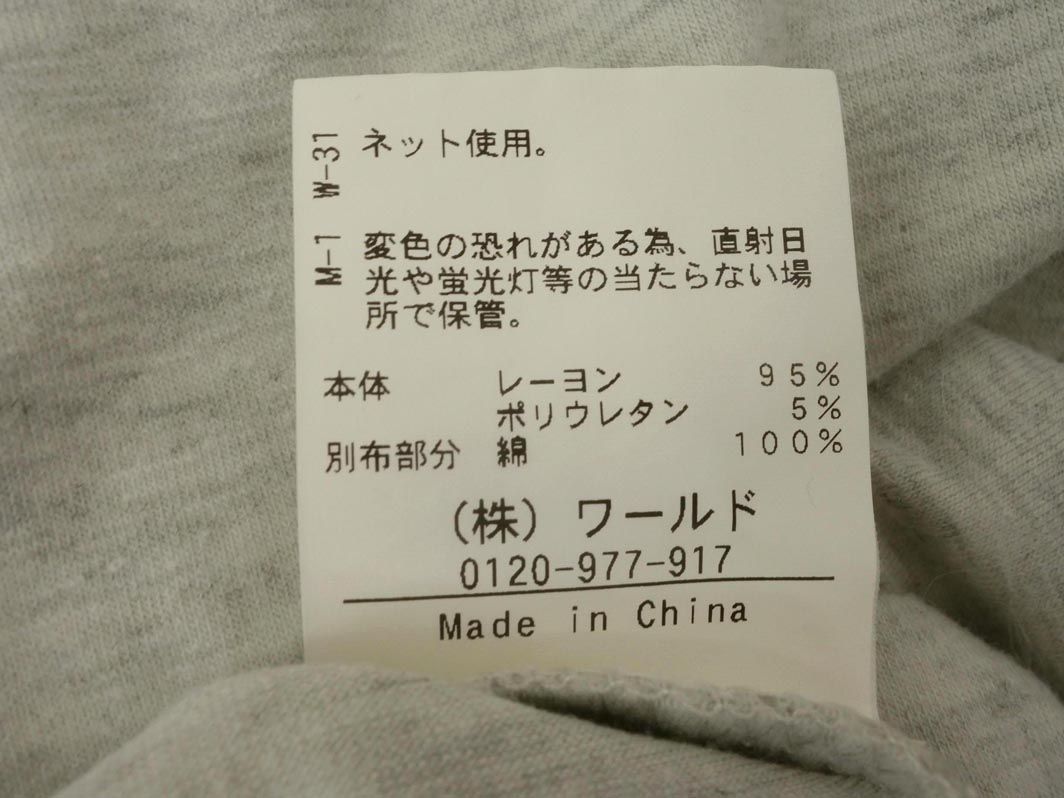 W-31 ネット使用。
M-1 変色の恐れがある為、直射日
光や蛍光灯等の当たらない場
所で保管。
本体 レーヨン 95%
ポリウレタン 5%
別布部分 綿 100%
(株) ワールド
0120-977-917
Made in China